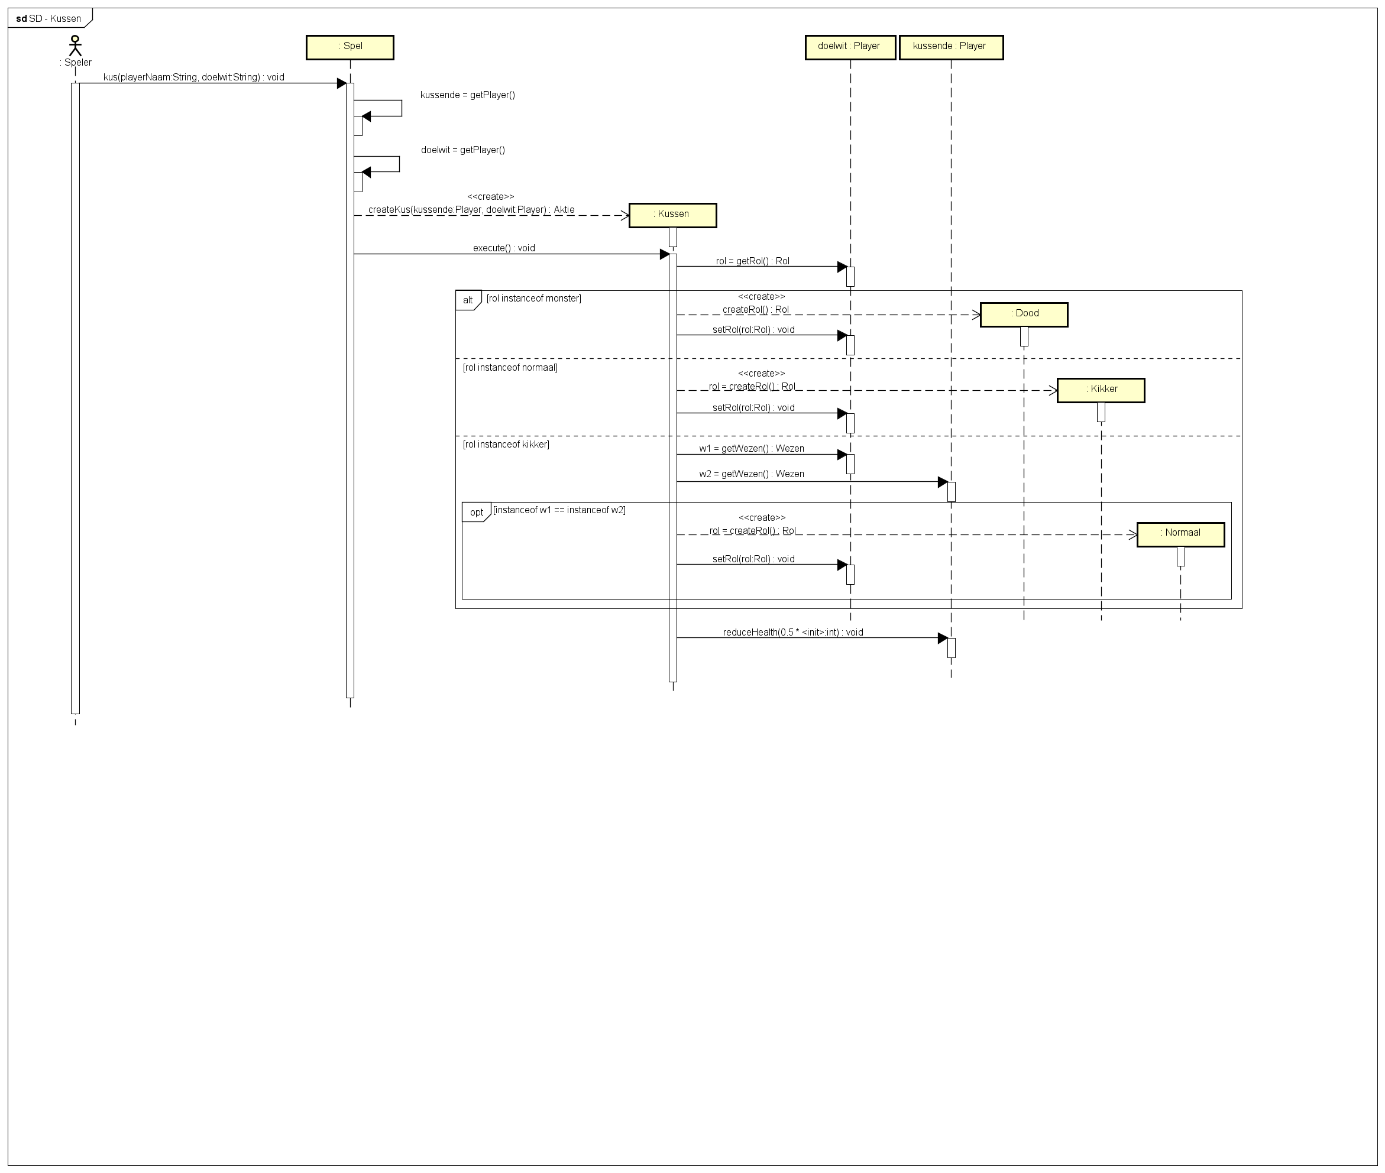 sd SD - Kussen
: Speler
: Spel
doelwit : Player
kussende : Player
kus(playerNaam:String, doelwit:String) : void
kussende = getPlayer()
doelwit = getPlayer()
<<create>>
createKus(kussende:Player, doelwit:Player) : Aktie
: Kussen
execute() : void
rol = getRol() : Rol
alt
[rol instanceof monster]
<<create>>
createRol() : Rol
: Dood
setRol(rol:Rol) : void
[rol instanceof normaal]
<<create>>
rol = createRol() : Rol
: Kikker
setRol(rol:Rol) : void
[rol instanceof kikker]
w1 = getWezen() : Wezen
w2 = getWezen() : Wezen
opt
[instanceof w1 == instanceof w2]
<<create>>
rol = createRol() : Rol
: Normaal
setRol(rol:Rol) : void
reduceHealth(0.5 * <init>:int) : void